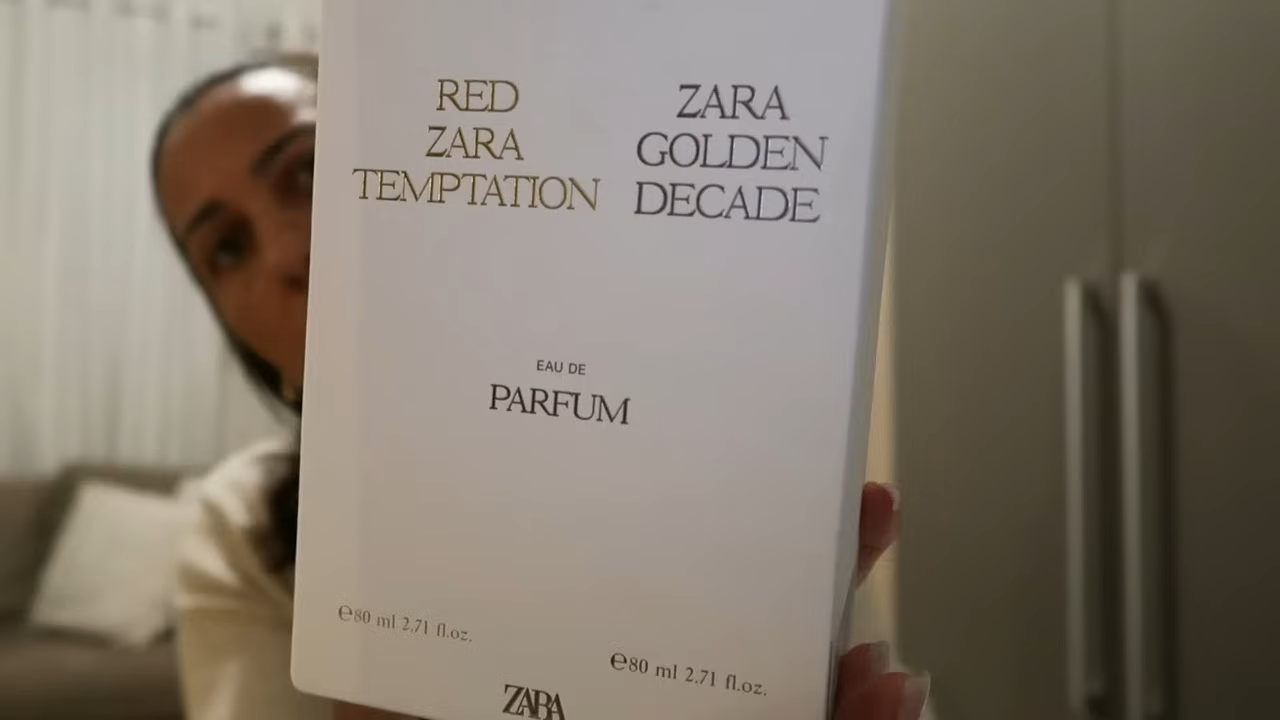 RED
ZARA
TEMPTATION
ZARA
GOLDEN
DECADE
EAU DE
PARFUM
℮80 ml 2.71 fl.oz.
℮80 ml 2.71 fl.oz.
ZARA